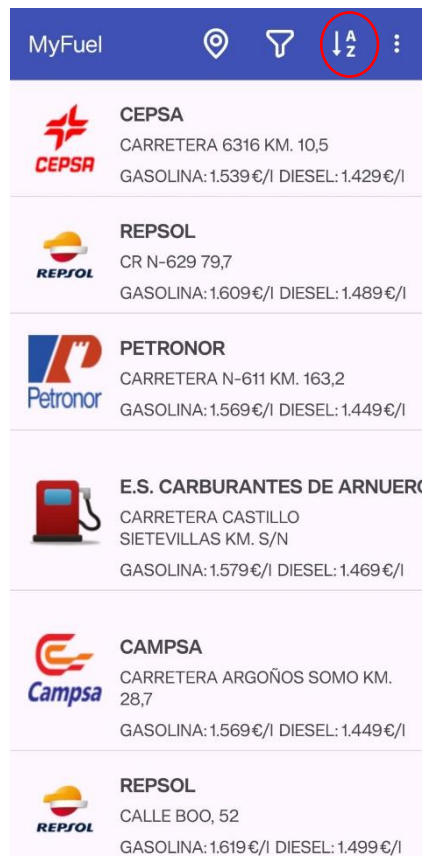 MyFuel
A
Z
CEPSA
CEPSA
CARRETERA 6316 KM. 10,5
GASOLINA: 1.539€/l DIESEL: 1.429€/l
REPSOL
REPSOL
CR N-629 79,7
GASOLINA: 1.609€/l DIESEL: 1.489€/l
Petronor
PETRONOR
CARRETERA N-611 KM. 163,2
GASOLINA: 1.569€/l DIESEL: 1.449€/l
E.S. CARBURANTES DE ARNUERO
CARRETERA CASTILLO
SIETEVILLAS KM. S/N
GASOLINA: 1.579€/l DIESEL: 1.469€/l
Campsa
CAMPSA
CARRETERA ARGOÑOS SOMO KM.
28,7
GASOLINA: 1.569€/l DIESEL: 1.449€/l
REPSOL
REPSOL
CALLE BOO, 52
GASOLINA: 1.619€/l DIESEL: 1.499€/l